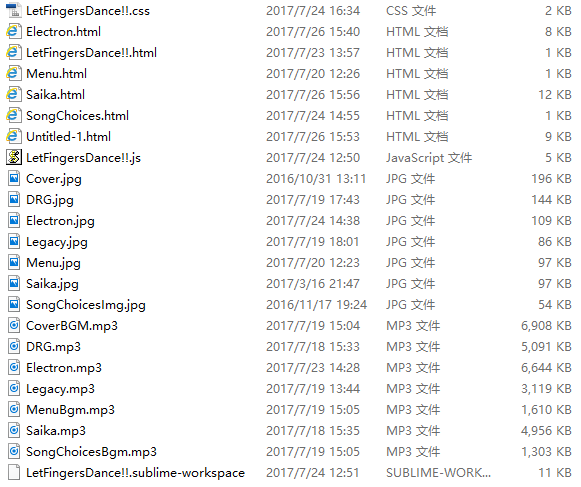 LetFingersDance!!.css 2017/7/24 16:34 CSS 文件 2 KB
Electron.html 2017/7/26 15:40 HTML 文档 8 KB
LetFingersDance!!.html 2017/7/23 13:57 HTML 文档 1 KB
Menu.html 2017/7/20 12:26 HTML 文档 1 KB
Saika.html 2017/7/26 15:56 HTML 文档 12 KB
SongChoices.html 2017/7/24 14:55 HTML 文档 1 KB
Untitled-1.html 2017/7/26 15:53 HTML 文档 9 KB
LetFingersDance!!.js 2017/7/24 12:50 JavaScript 文件 5 KB
Cover.jpg 2016/10/31 13:11 JPG 文件 196 KB
DRG.jpg 2017/7/19 17:43 JPG 文件 144 KB
Electron.jpg 2017/7/24 14:38 JPG 文件 109 KB
Legacy.jpg 2017/7/19 18:01 JPG 文件 86 KB
Menu.jpg 2017/7/20 12:23 JPG 文件 97 KB
Saika.jpg 2017/3/16 21:47 JPG 文件 97 KB
SongChoicesImg.jpg 2016/11/17 19:24 JPG 文件 54 KB
CoverBGM.mp3 2017/7/19 15:04 MP3 文件 6,908 KB
DRG.mp3 2017/7/18 15:33 MP3 文件 5,091 KB
Electron.mp3 2017/7/23 14:28 MP3 文件 6,644 KB
Legacy.mp3 2017/7/19 13:44 MP3 文件 3,119 KB
MenuBgm.mp3 2017/7/19 15:05 MP3 文件 1,610 KB
Saika.mp3 2017/7/18 15:35 MP3 文件 4,956 KB
SongChoicesBgm.mp3 2017/7/19 15:05 MP3 文件 1,303 KB
LetFingersDance!!.sublime-workspace 2017/7/24 12:51 SUBLIME-WORK... 11 KB